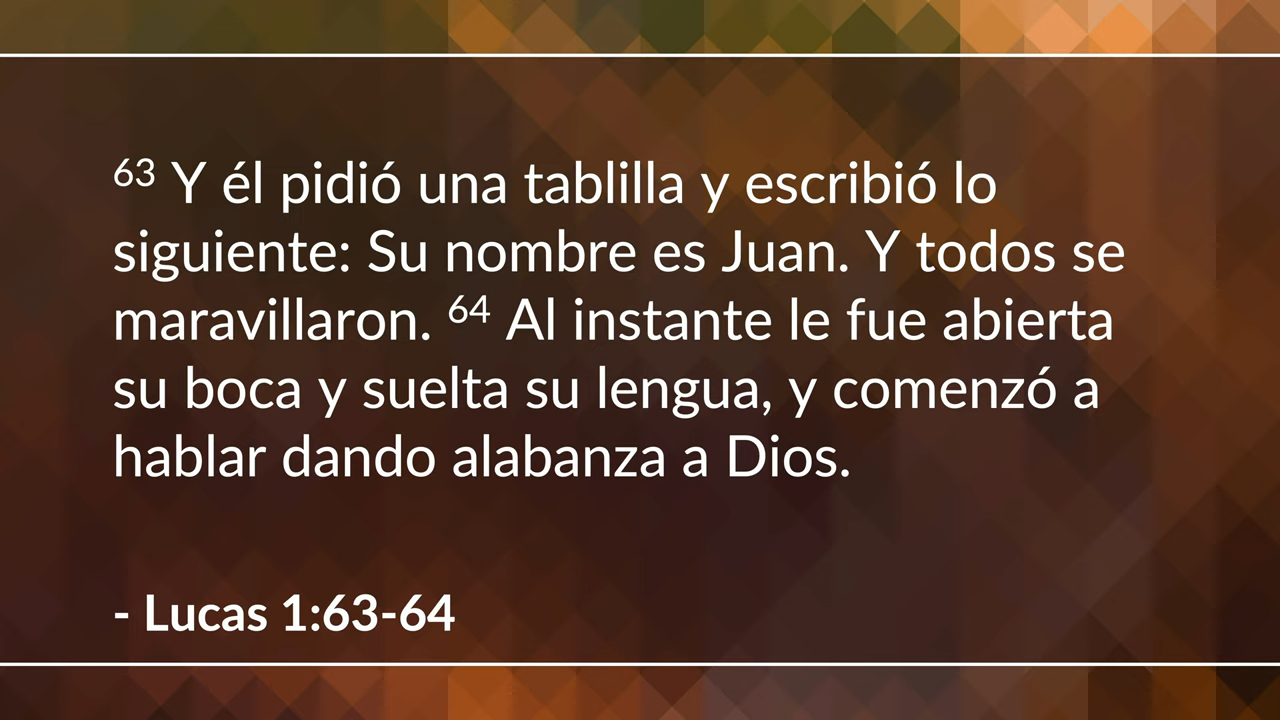 63 Y él pidió una tablilla y escribió lo
siguiente: Su nombre es Juan. Y todos se
maravillaron. 64 Al instante le fue abierta
su boca y suelta su lengua, y comenzó a
hablar dando alabanza a Dios.
- Lucas 1:63-64